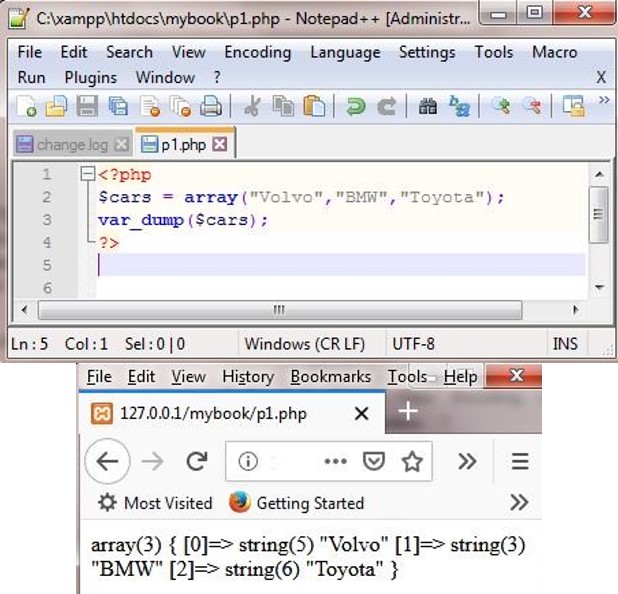 C:\xampp\htdocs\mybook\p1.php - Notepad++ [Administr...
File Edit Search View Encoding Language Settings Tools Macro
Run Plugins Window ? X
change.log p1.php
1 <?php
2 $cars = array("Volvo","BMW","Toyota");
3 var_dump($cars);
4 ?>
5
6
Ln:5 Col:1 Sel:0|0 Windows (CR LF) UTF-8 INS
File Edit View History Bookmarks Tools Help
127.0.0.1/mybook/p1.php
Most Visited Getting Started
array(3) { [0]=> string(5) "Volvo" [1]=> string(3)
"BMW" [2]=> string(6) "Toyota" }